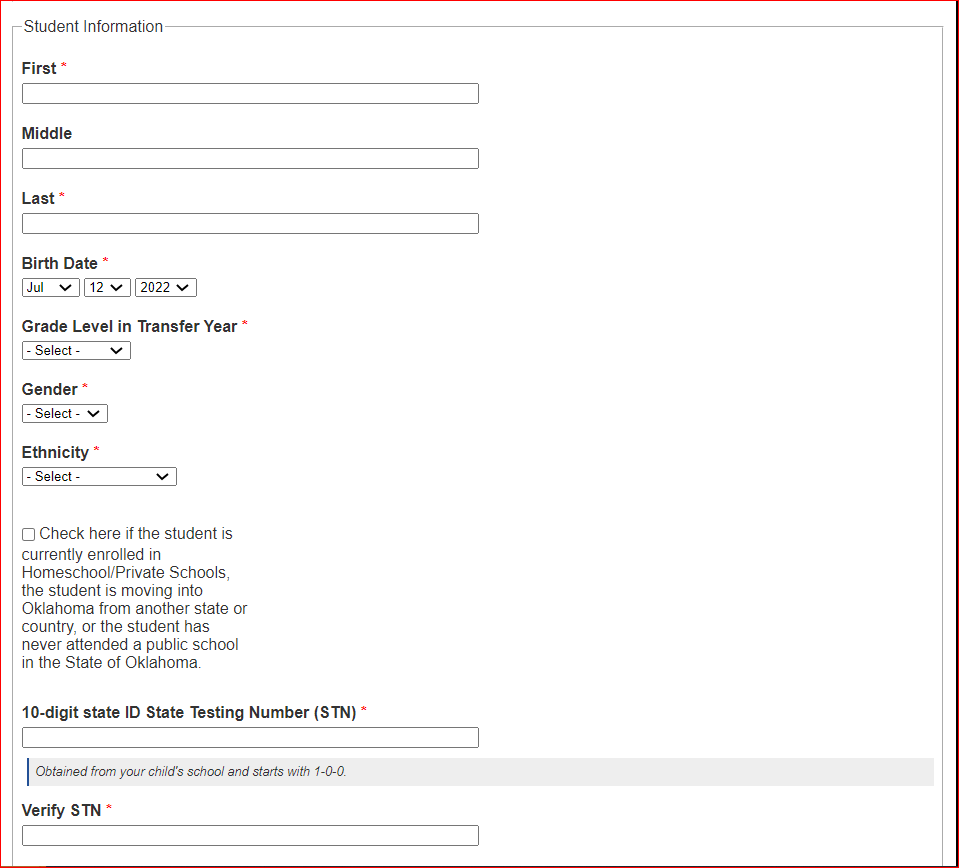 Student Information
First *
Middle
Last *
Birth Date *
Jul 12 2022
Grade Level in Transfer Year *
- Select -
Gender *
- Select -
Ethnicity *
- Select -
Check here if the student is
currently enrolled in
Homeschool/Private Schools,
the student is moving into
Oklahoma from another state or
country, or the student has
never attended a public school
in the State of Oklahoma.
10-digit state ID State Testing Number (STN) *
Obtained from your child's school and starts with 1-0-0.
Verify STN *